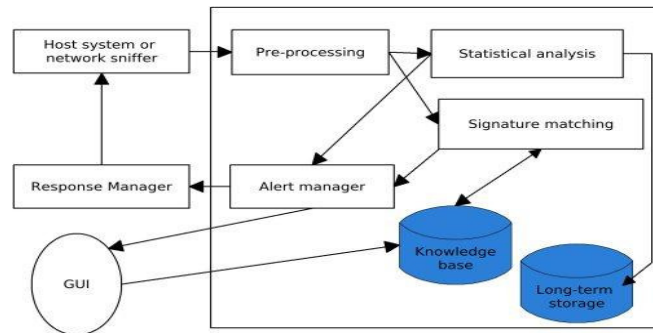 Host system or
network sniffer
Pre-processing
Statistical analysis
Signature matching
Response Manager
Alert manager
Knowledge
base
GUI
Long-term
storage